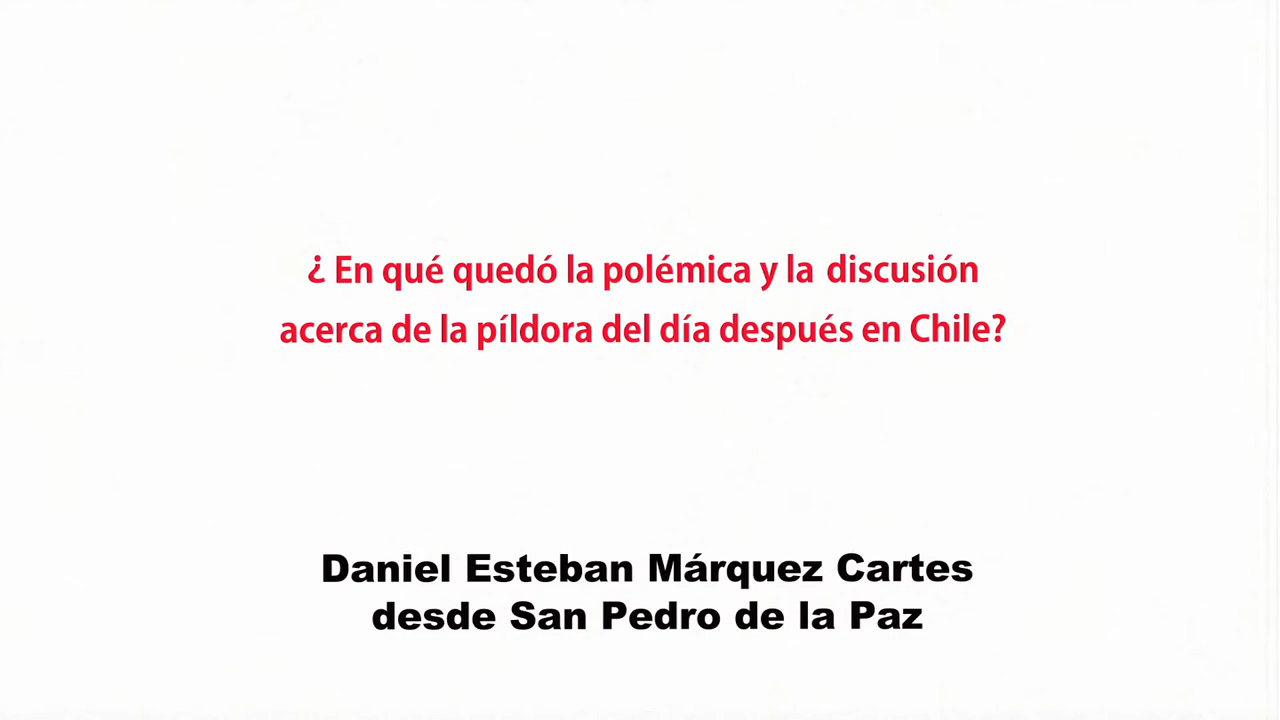 ¿ En qué quedó la polémica y la discusión
acerca de la píldora del día después en Chile?
Daniel Esteban Márquez Cartes
desde San Pedro de la Paz